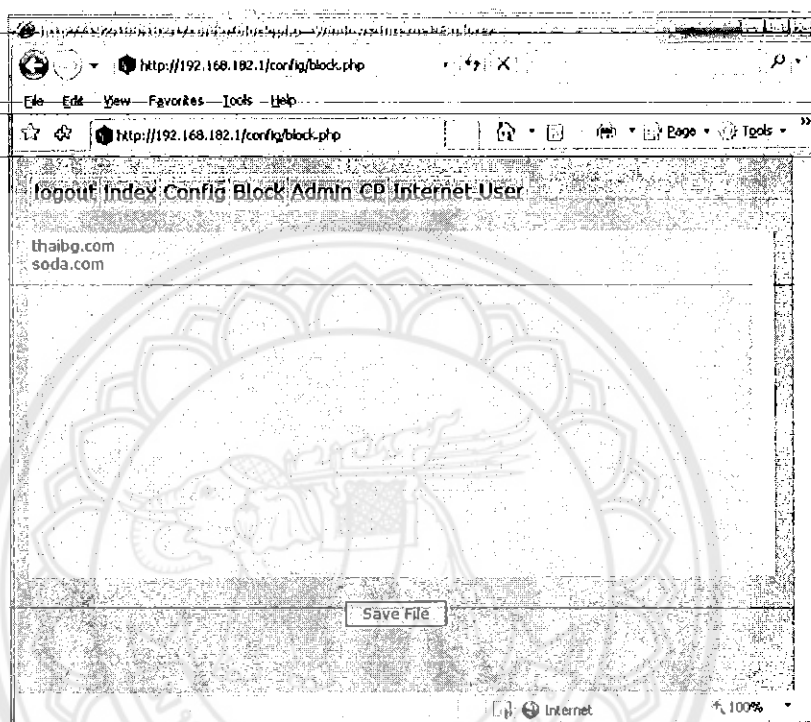 http://192.168.182.1/config/block.php
File Edit View Favorites Tools Help
http://192.168.182.1/config/block.php
Page Tools
logout Index Config Block Admin CP Internet User
thaibg.com
soda.com
Save File
Internet 100%